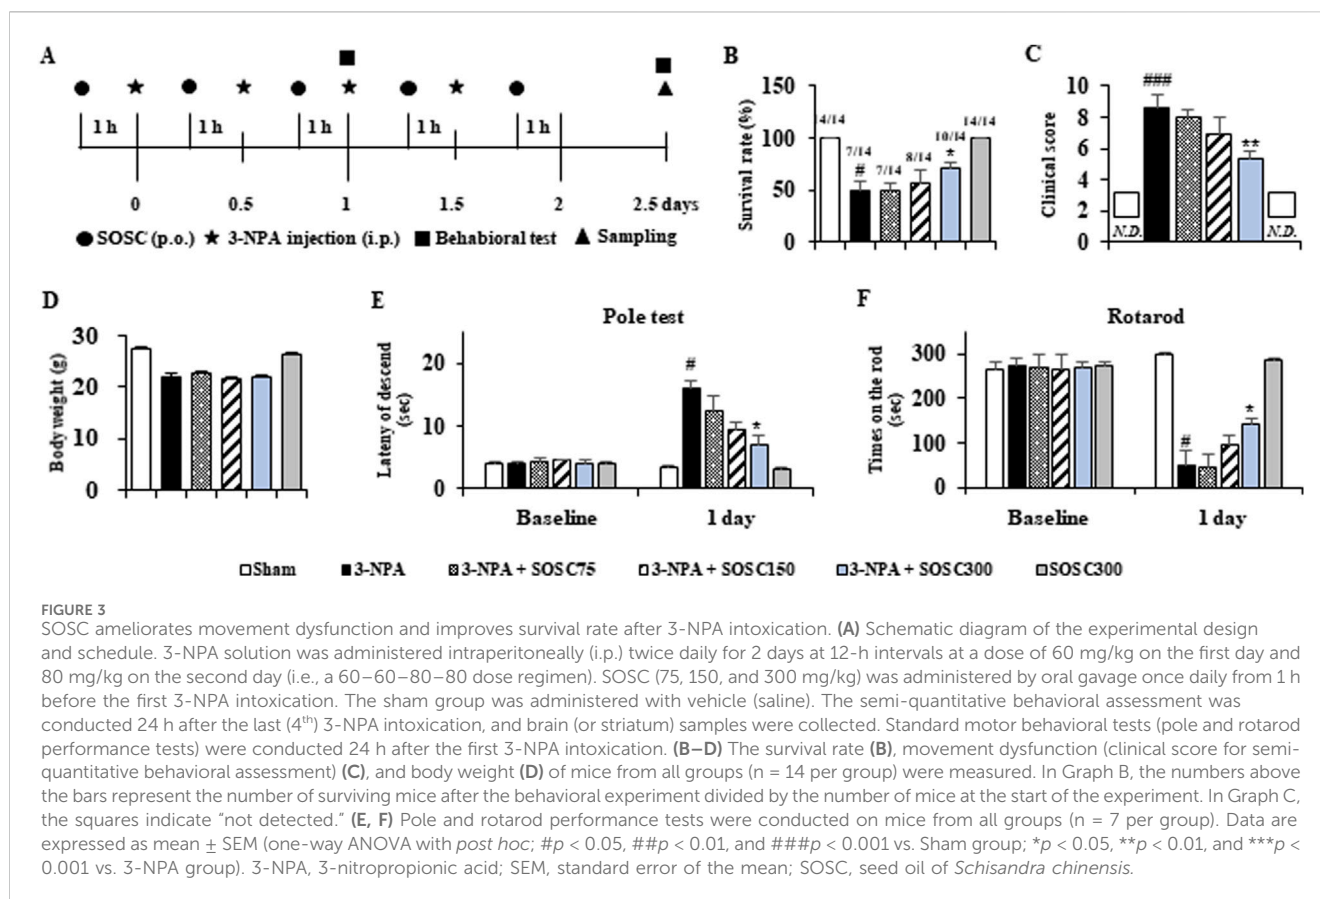 A
1 h 1 h 1 h 1 h 1 h
0 0.5 1 1.5 2 2.5 days
SOSC (p.o.) 3-NPA injection (i.p.) Behabioral test Sampling
B
Survival rate (%)
150
100
50
0
14/14 7/14 7/14 8/14 10/14 14/14
# *
C
Clinical score
10
8
6
4
2
0
N.D. ### ** N.D.
D
Body weight (g)
30
20
10
0
E
Pole test
Lateny of descend
(sec)
20
10
0
# *
Baseline 1 day
F
Rotarod
Times on the rod
(sec)
300
200
100
0
# *
Baseline 1 day
Sham 3-NPA 3-NPA + SOSC75 3-NPA + SOSC150 3-NPA + SOSC300 SOSC300
FIGURE 3
SOSC ameliorates movement dysfunction and improves survival rate after 3-NPA intoxication. (A) Schematic diagram of the experimental design
and schedule. 3-NPA solution was administered intraperitoneally (i.p.) twice daily for 2 days at 12-h intervals at a dose of 60 mg/kg on the first day and
80 mg/kg on the second day (i.e., a 60–60–80–80 dose regimen). SOSC (75, 150, and 300 mg/kg) was administered by oral gavage once daily from 1 h
before the first 3-NPA intoxication. The sham group was administered with vehicle (saline). The semi-quantitative behavioral assessment was
conducted 24 h after the last (4th) 3-NPA intoxication, and brain (or striatum) samples were collected. Standard motor behavioral tests (pole and rotarod
performance tests) were conducted 24 h after the first 3-NPA intoxication. (B–D) The survival rate (B), movement dysfunction (clinical score for semi-
quantitative behavioral assessment) (C), and body weight (D) of mice from all groups (n = 14 per group) were measured. In Graph B, the numbers above
the bars represent the number of surviving mice after the behavioral experiment divided by the number of mice at the start of the experiment. In Graph C,
the squares indicate “not detected.” (E, F) Pole and rotarod performance tests were conducted on mice from all groups (n = 7 per group). Data are
expressed as mean ± SEM (one-way ANOVA with post hoc; #p < 0.05, ##p < 0.01, and ###p < 0.001 vs. Sham group; *p < 0.05, **p < 0.01, and ***p <
0.001 vs. 3-NPA group). 3-NPA, 3-nitropropionic acid; SEM, standard error of the mean; SOSC, seed oil of Schisandra chinensis.